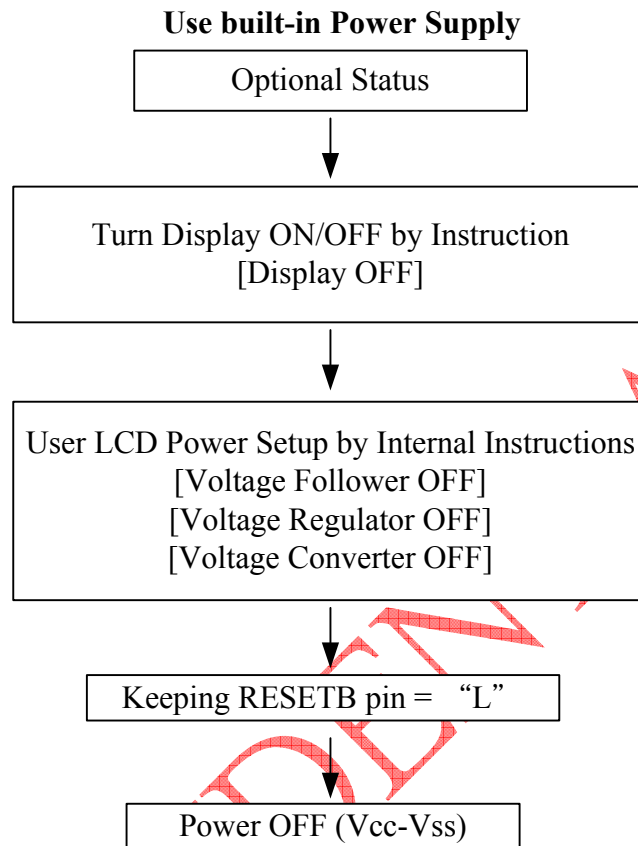 Use built-in Power Supply
Optional Status
Turn Display ON/OFF by Instruction
[Display OFF]
User LCD Power Setup by Internal Instructions
[Voltage Follower OFF]
[Voltage Regulator OFF]
[Voltage Converter OFF]
Keeping RESETB pin = “L”
Power OFF (Vcc-Vss)